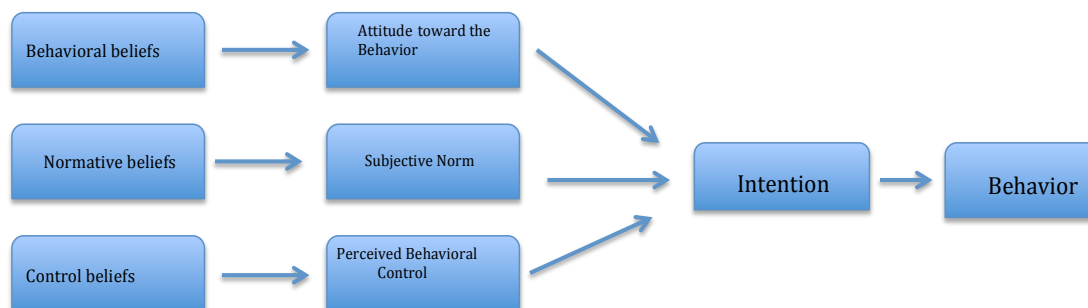 Behavioral beliefs
Attitude toward the
Behavior
Normative beliefs
Subjective Norm
Intention
Behavior
Control beliefs
Perceived Behavioral
Control